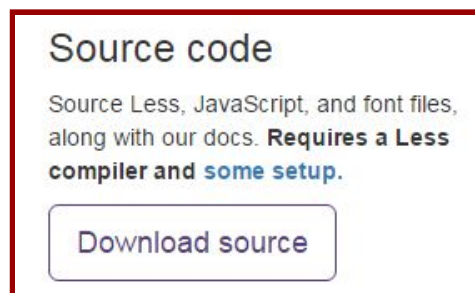 Source code
Source Less, JavaScript, and font files,
along with our docs. Requires a Less
compiler and some setup.
Download source